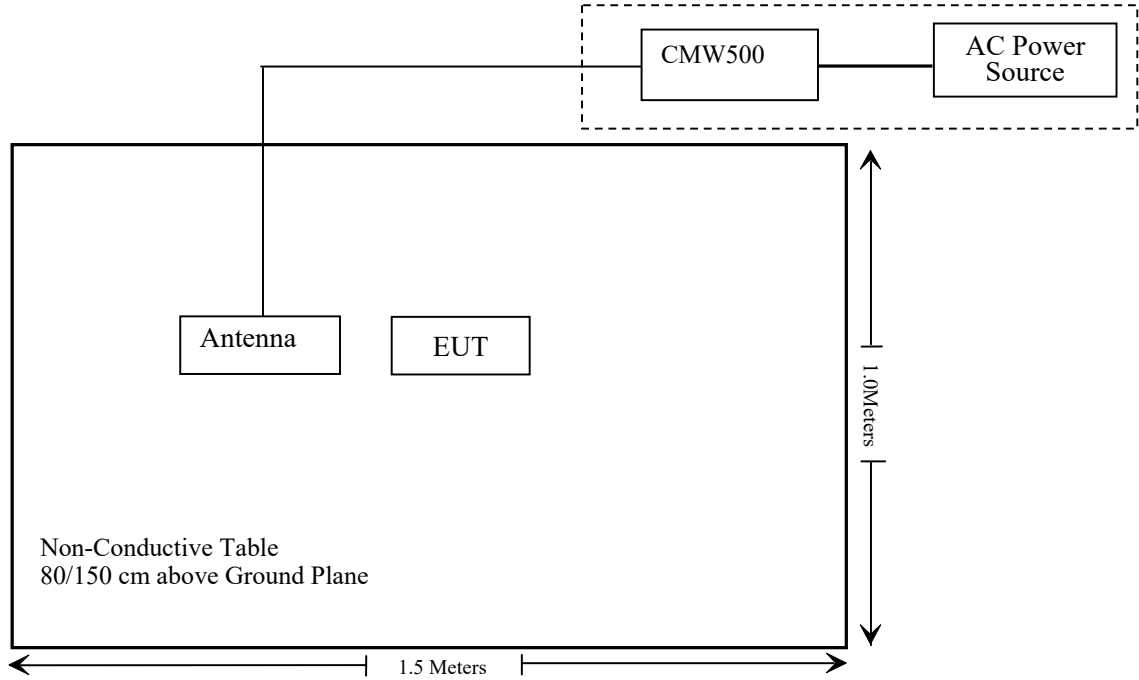 CMW500
AC Power
Source
Antenna
EUT
1.0Meters
Non-Conductive Table
80/150 cm above Ground Plane
1.5 Meters